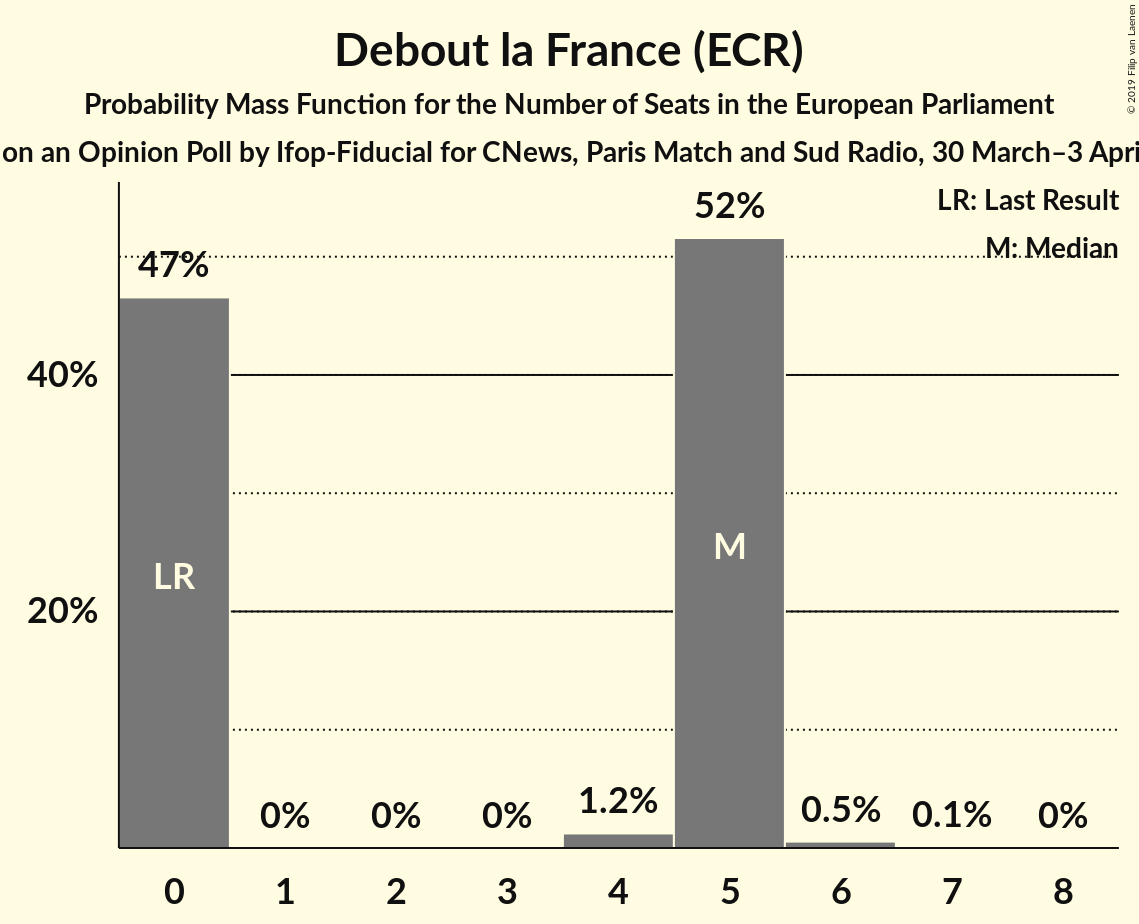 Debout la France (ECR)
Probability Mass Function for the Number of Seats in the European Parliament
on an Opinion Poll by Ifop-Fiducial for CNews, Paris Match and Sud Radio, 30 March–3 Apri
© 2019 Filip van Laenen
LR: Last Result
M: Median
52%
47%
40%
20%
LR
M
0%
0%
0%
1.2%
0.5%
0.1%
0%
0
1
2
3
4
5
6
7
8